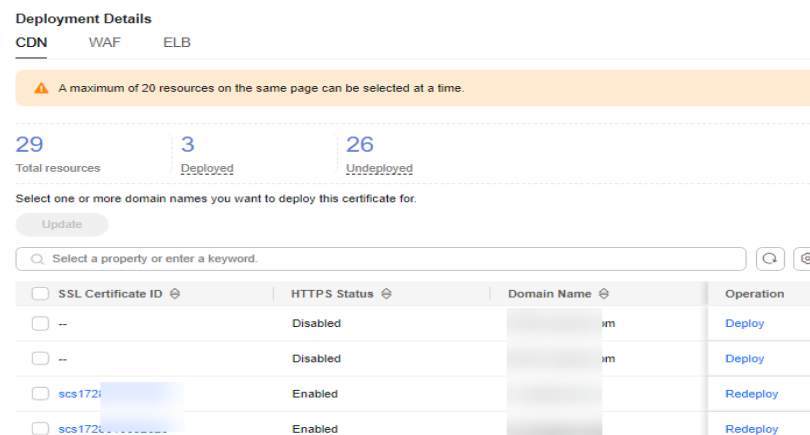 Deployment Details
CDN WAF ELB
A maximum of 20 resources on the same page can be selected at a time.
29 3 26
Total resources Deployed Undeployed
Select one or more domain names you want to deploy this certificate for.
Update
Select a property or enter a keyword.
SSL Certificate ID HTTPS Status Domain Name Operation
-- Disabled Deploy
-- Disabled Deploy
Enabled Redeploy
Enabled Redeploy